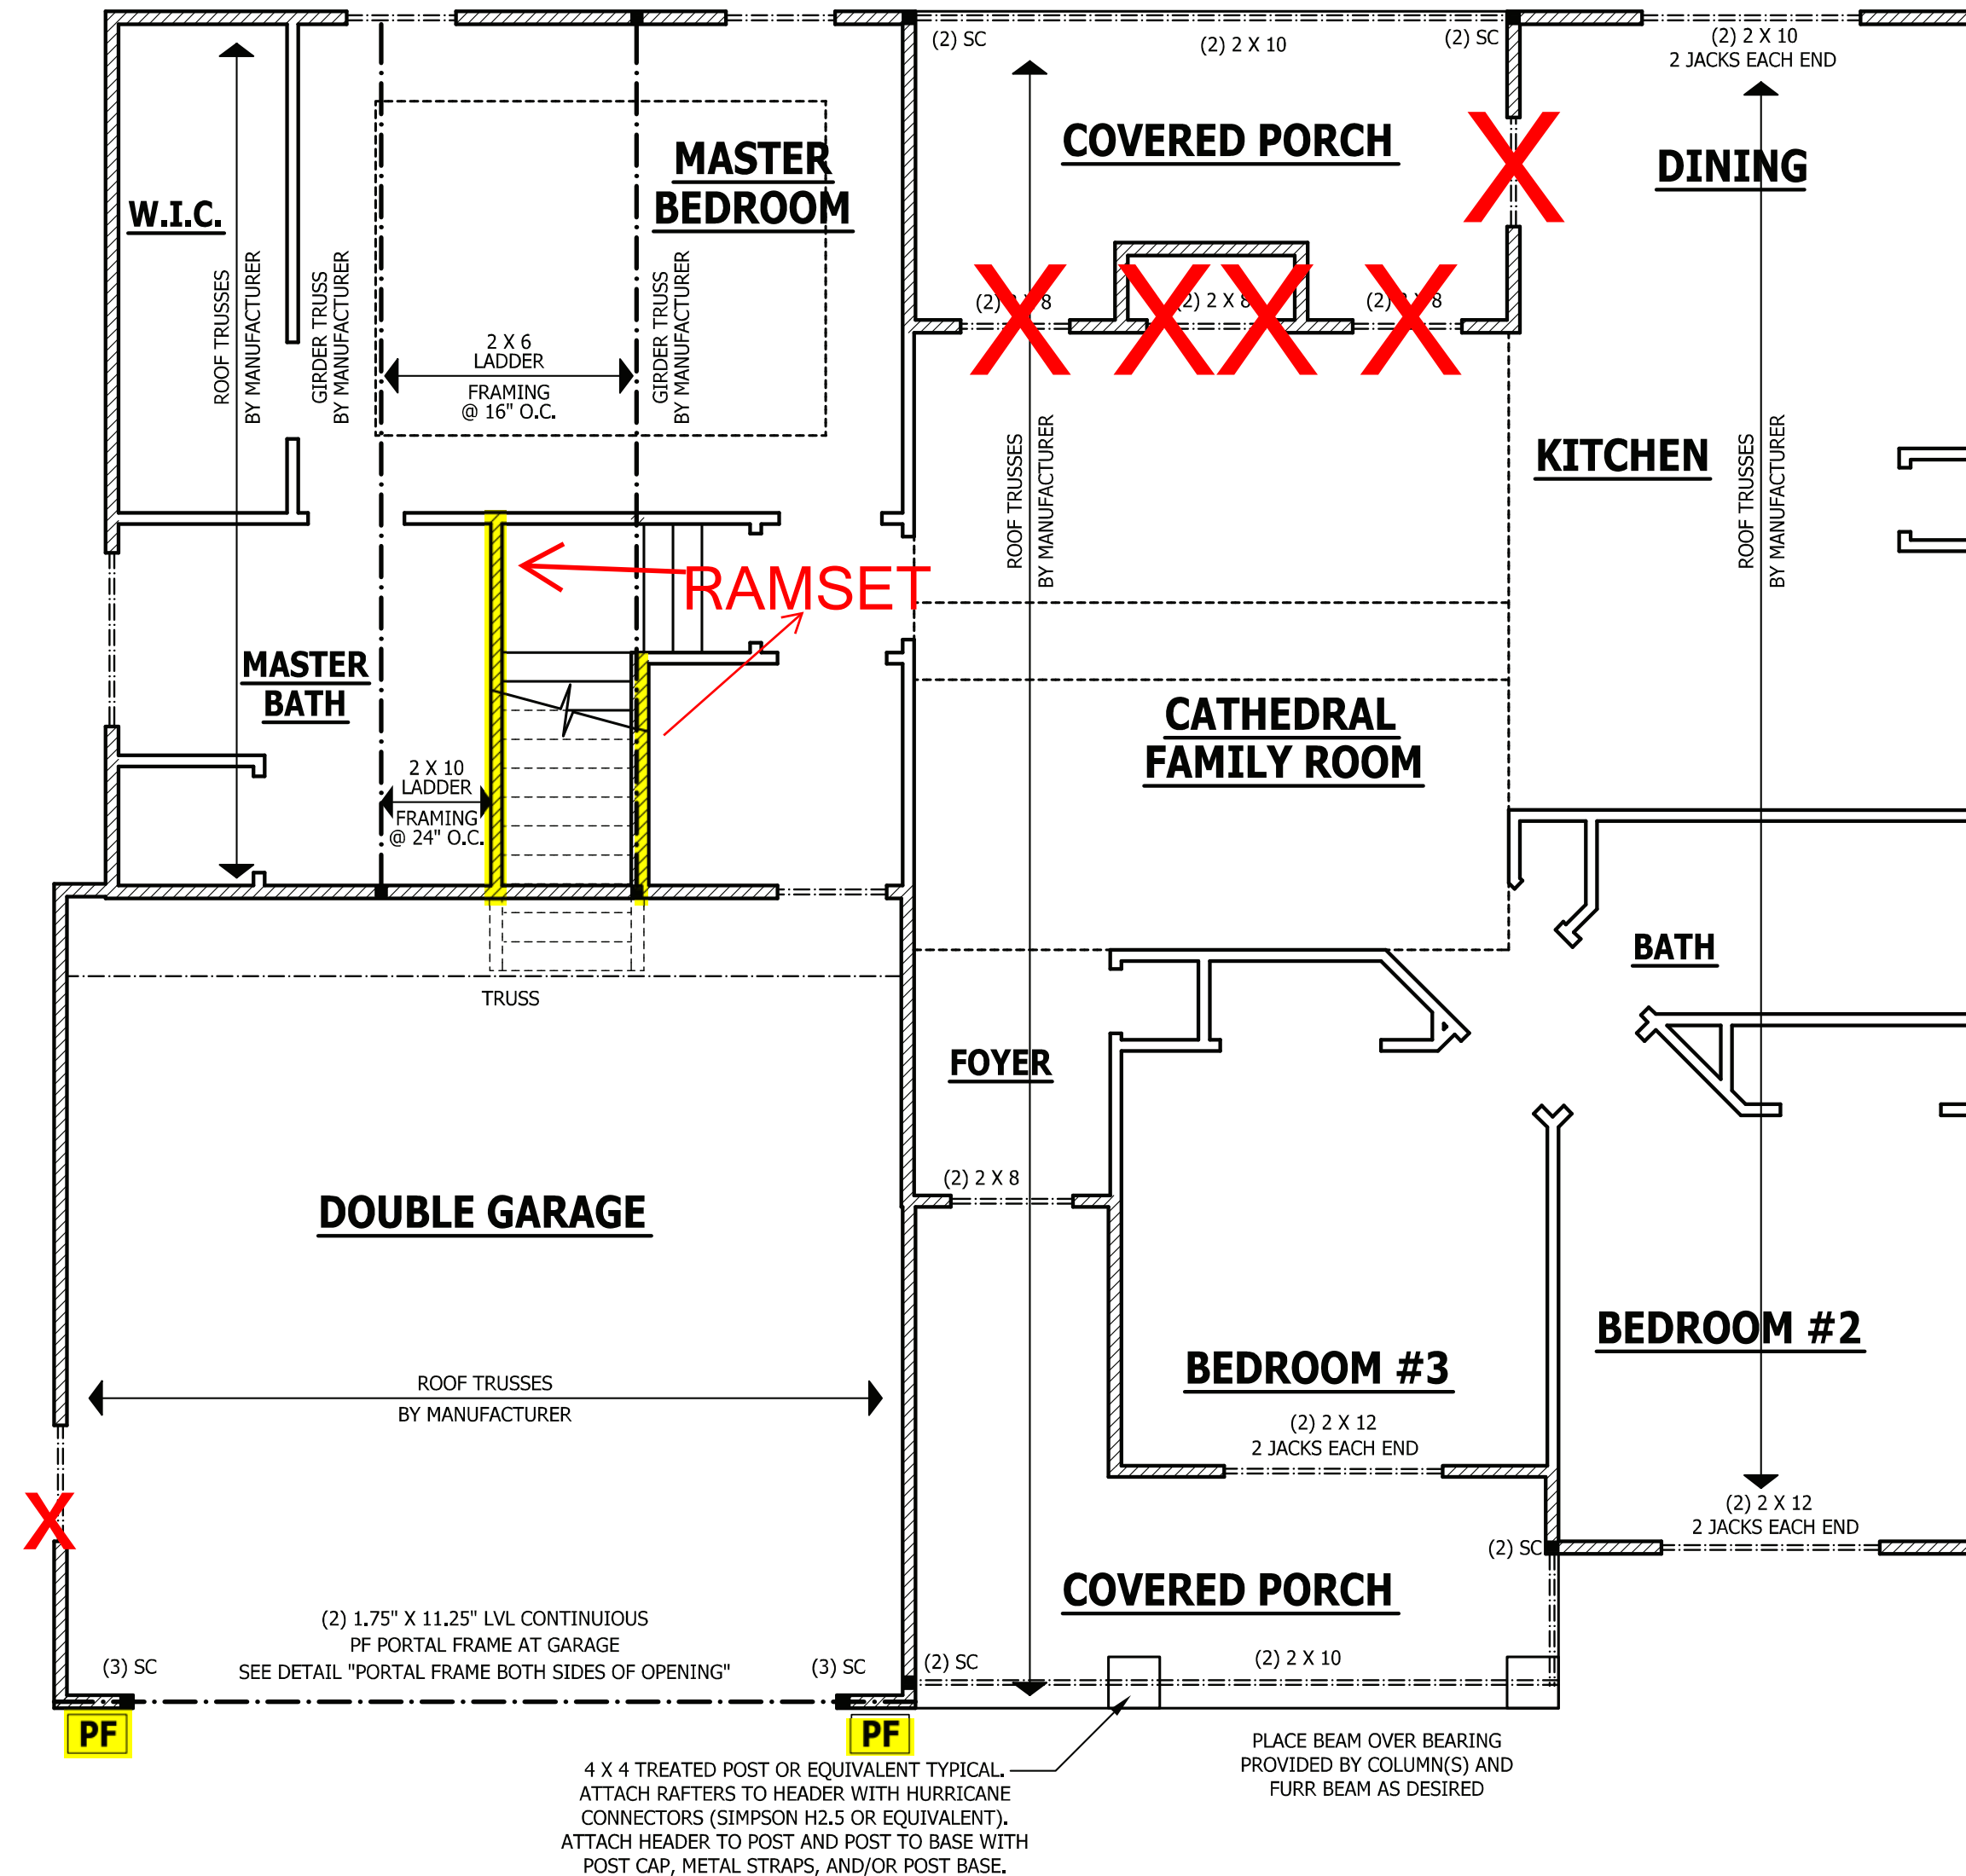 (2) SC
(2) 2 X 10
(2) SC
(2) 2 X 10
2 JACKS EACH END
COVERED PORCH
MASTER
BEDROOM
DINING
X
W.I.C.
ROOF TRUSSES
BY MANUFACTURER
GIRDER TRUSS
BY MANUFACTURER
GIRDER TRUSS
BY MANUFACTURER
2 X 6
LADDER
FRAMING
@ 16" O.C.
(2) 2 X 8
(2) 2 X 8
(2) 2 X 8
X X X X
ROOF TRUSSES
BY MANUFACTURER
KITCHEN
ROOF TRUSSES
BY MANUFACTURER
RAMSET
MASTER
BATH
CATHEDRAL
FAMILY ROOM
2 X 10
LADDER
FRAMING
@ 24" O.C.
BATH
TRUSS
FOYER
(2) 2 X 8
DOUBLE GARAGE
BEDROOM #2
BEDROOM #3
ROOF TRUSSES
BY MANUFACTURER
(2) 2 X 12
2 JACKS EACH END
X
(2) 2 X 12
2 JACKS EACH END
(2) SC
COVERED PORCH
(2) 1.75" X 11.25" LVL CONTINUIOUS
PF PORTAL FRAME AT GARAGE
SEE DETAIL "PORTAL FRAME BOTH SIDES OF OPENING"
(3) SC
(3) SC
(2) SC
(2) 2 X 10
PF
PF
4 X 4 TREATED POST OR EQUIVALENT TYPICAL.
ATTACH RAFTERS TO HEADER WITH HURRICANE
CONNECTORS (SIMPSON H2.5 OR EQUIVALENT).
ATTACH HEADER TO POST AND POST TO BASE WITH
POST CAP, METAL STRAPS, AND/OR POST BASE.
PLACE BEAM OVER BEARING
PROVIDED BY COLUMN(S) AND
FURR BEAM AS DESIRED